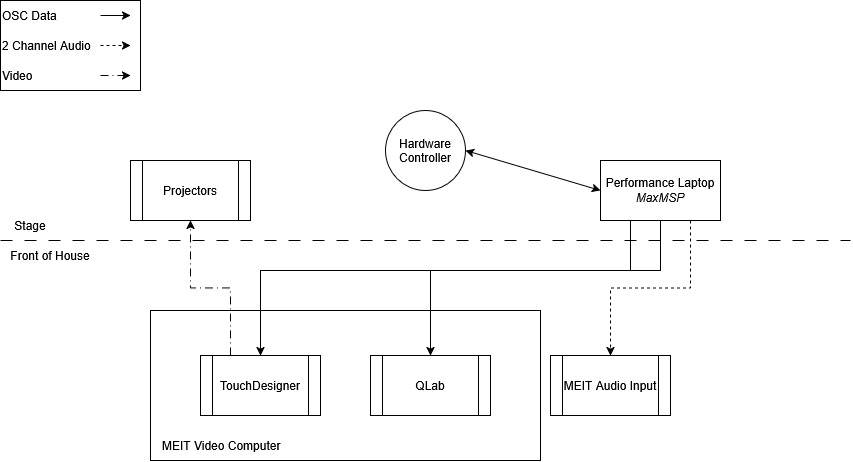 OSC Data
2 Channel Audio
Video
Hardware
Controller
Projectors
Performance Laptop
MaxMSP
Stage
Front of House
TouchDesigner
QLab
MEIT Audio Input
MEIT Video Computer